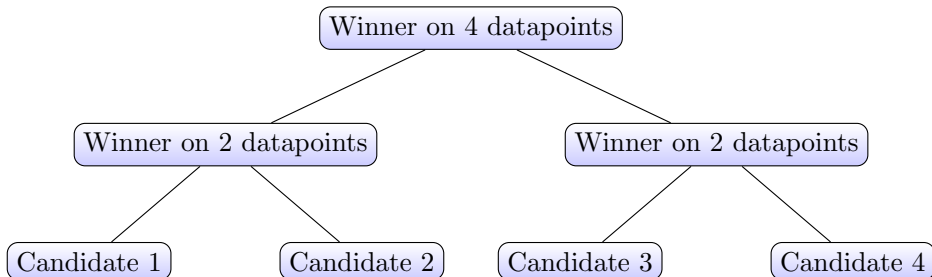 Winner on 4 datapoints
Winner on 2 datapoints
Winner on 2 datapoints
Candidate 1
Candidate 2
Candidate 3
Candidate 4